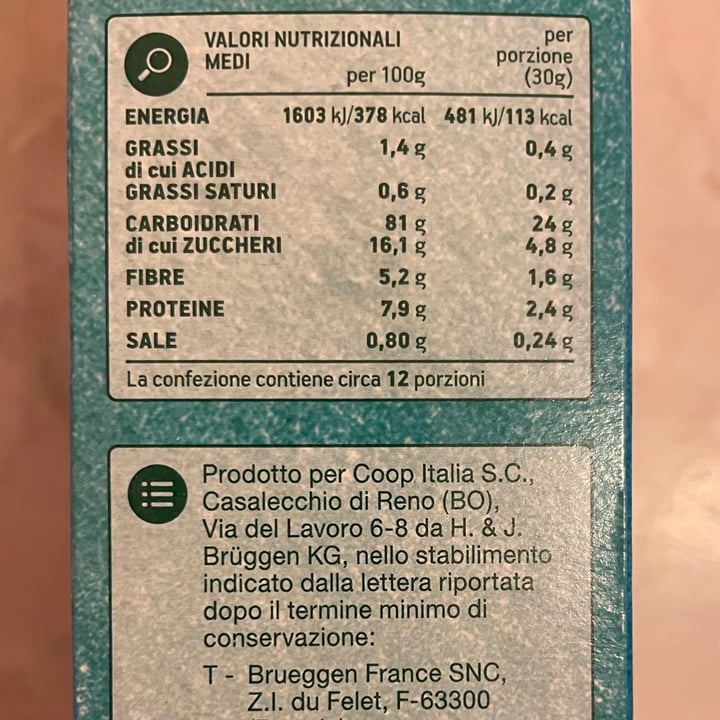 VALORI NUTRIZIONALI
MEDI
per 100g
per
porzione
(30g)
ENERGIA 1603 kJ/378 kcal 481 kJ/113 kcal
GRASSI 1,4 g 0,4 g
di cui ACIDI
GRASSI SATURI 0,6 g 0,2 g
CARBOIDRATI 81 g 24 g
di cui ZUCCHERI 16,1 g 4,8 g
FIBRE 5,2 g 1,6 g
PROTEINE 7,9 g 2,4 g
SALE 0,80 g 0,24 g
La confezione contiene circa 12 porzioni
Prodotto per Coop Italia S.C.,
Casalecchio di Reno (BO),
Via del Lavoro 6-8 da H. & J.
Brüggen KG, nello stabilimento
indicato dalla lettera riportata
dopo il termine minimo di
conservazione:
T - Brueggen France SNC,
Z.I. du Felet, F-63300